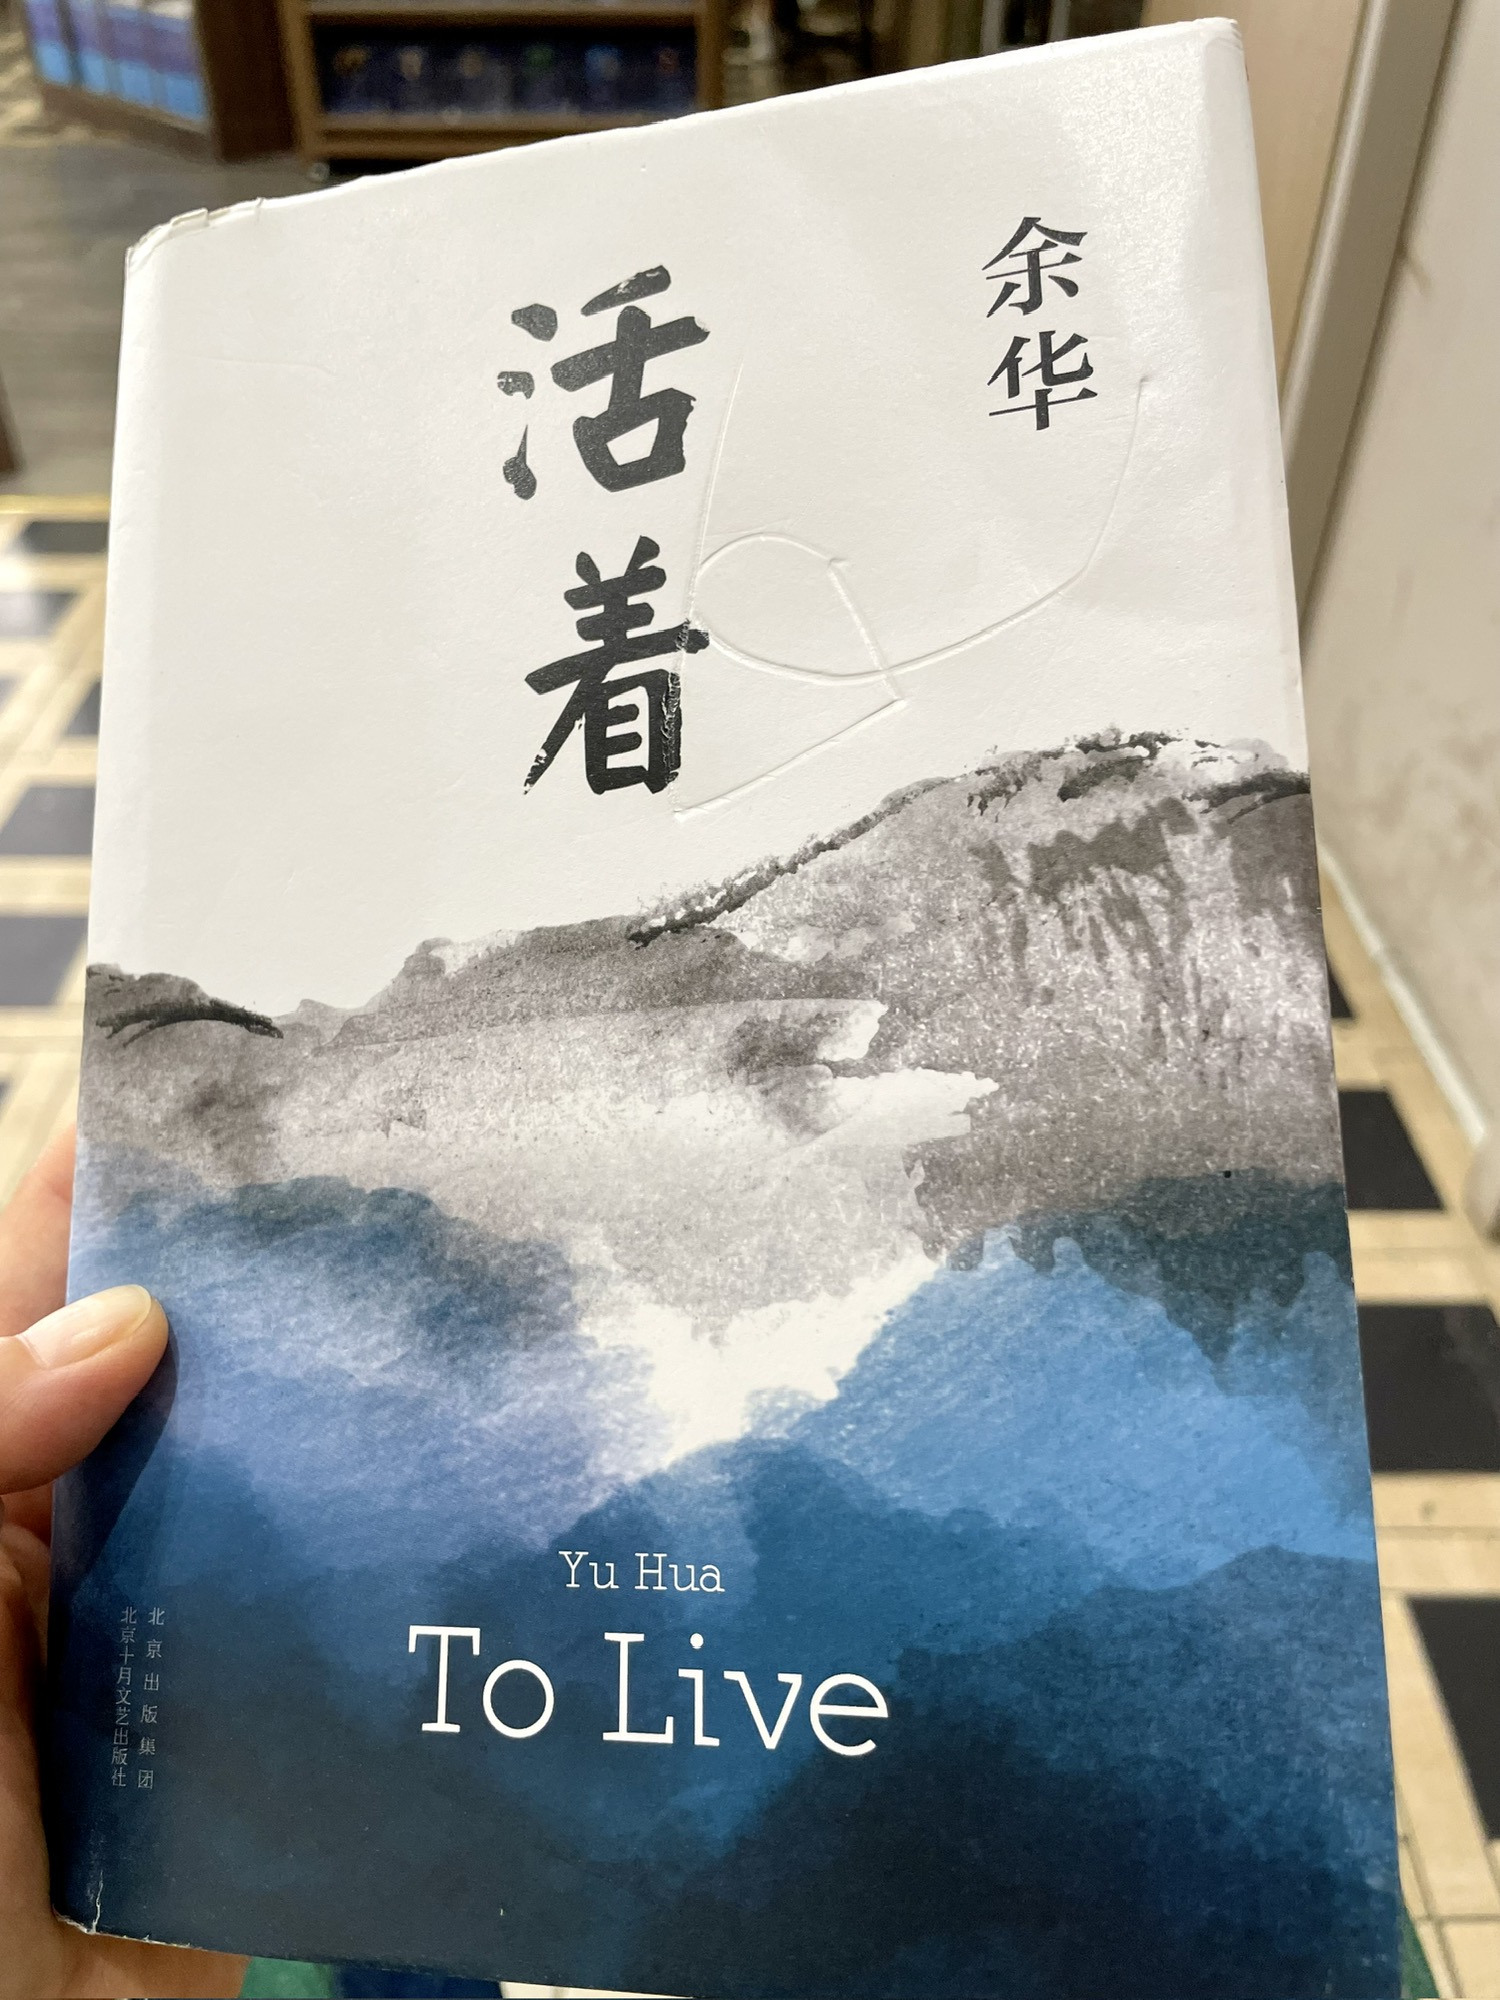 余华
活着
Yu Hua
To Live
北京出版集团
北京十月文艺出版社